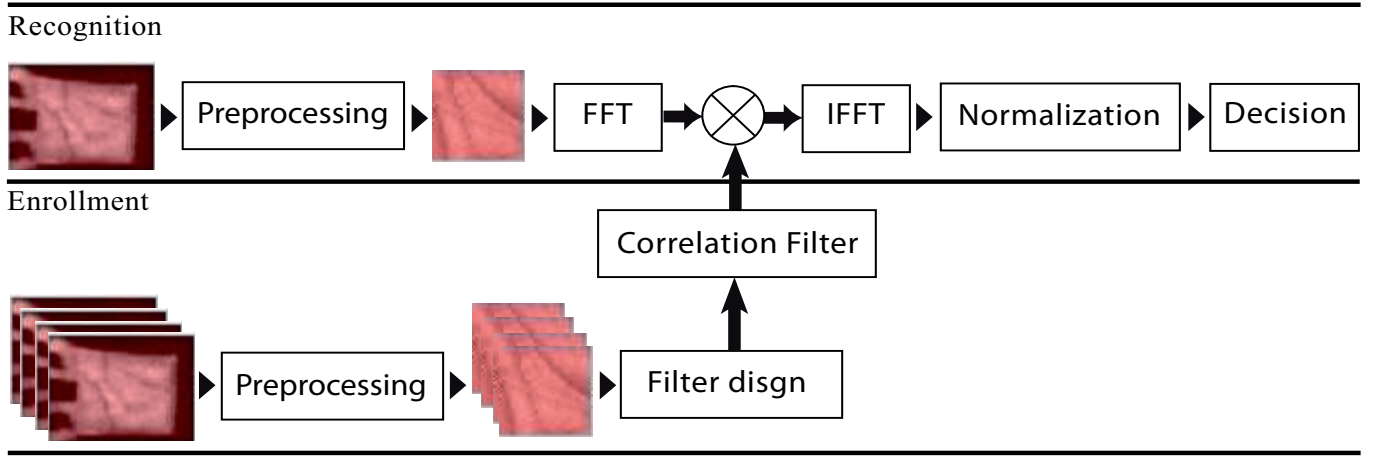 Recognition
Preprocessing
FFT
IFFT
Normalization
Decision
Enrollment
Correlation Filter
Preprocessing
Filter disgn